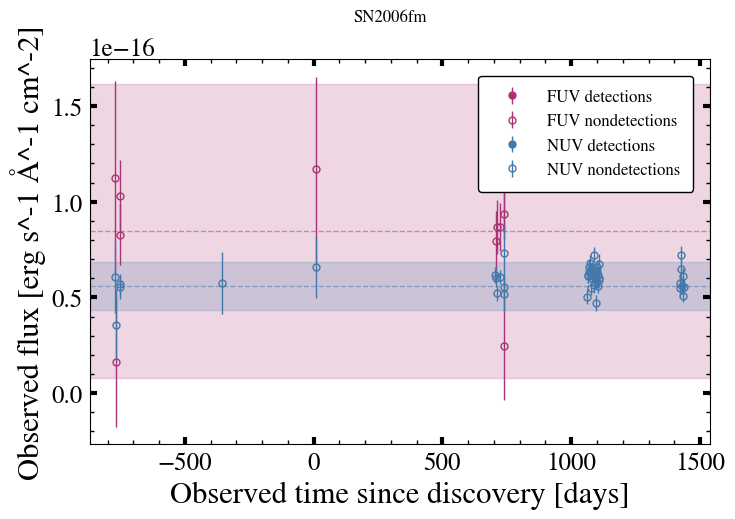 SN2006fm
1e−16
FUV detections
FUV nondetections
NUV detections
NUV nondetections
1.5
1.0
0.5
0.0
Observed flux [erg s^-1 Å^-1 cm^-2]
−500 0 500 1000 1500
Observed time since discovery [days]